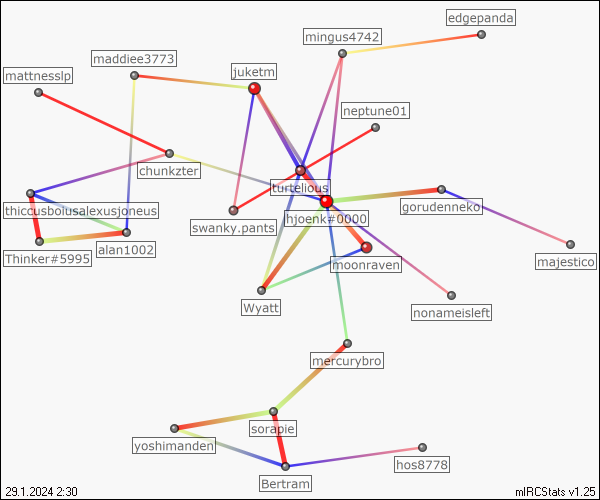 edgepanda
mingus4742
maddiee3773
juketm
mattnesslp
neptune01
chunkzter
turtelious
thiccusboiusalexusjoneus
gorudenneko
hjoenk#0000
swanky.pants
alan1002
Thinker#5995
moonraven
majestico
Wyatt
nonameisleft
mercurybro
sorapie
yoshimanden
hos8778
Bertram
29.1.2024 2:30
mIRCStats v1.25